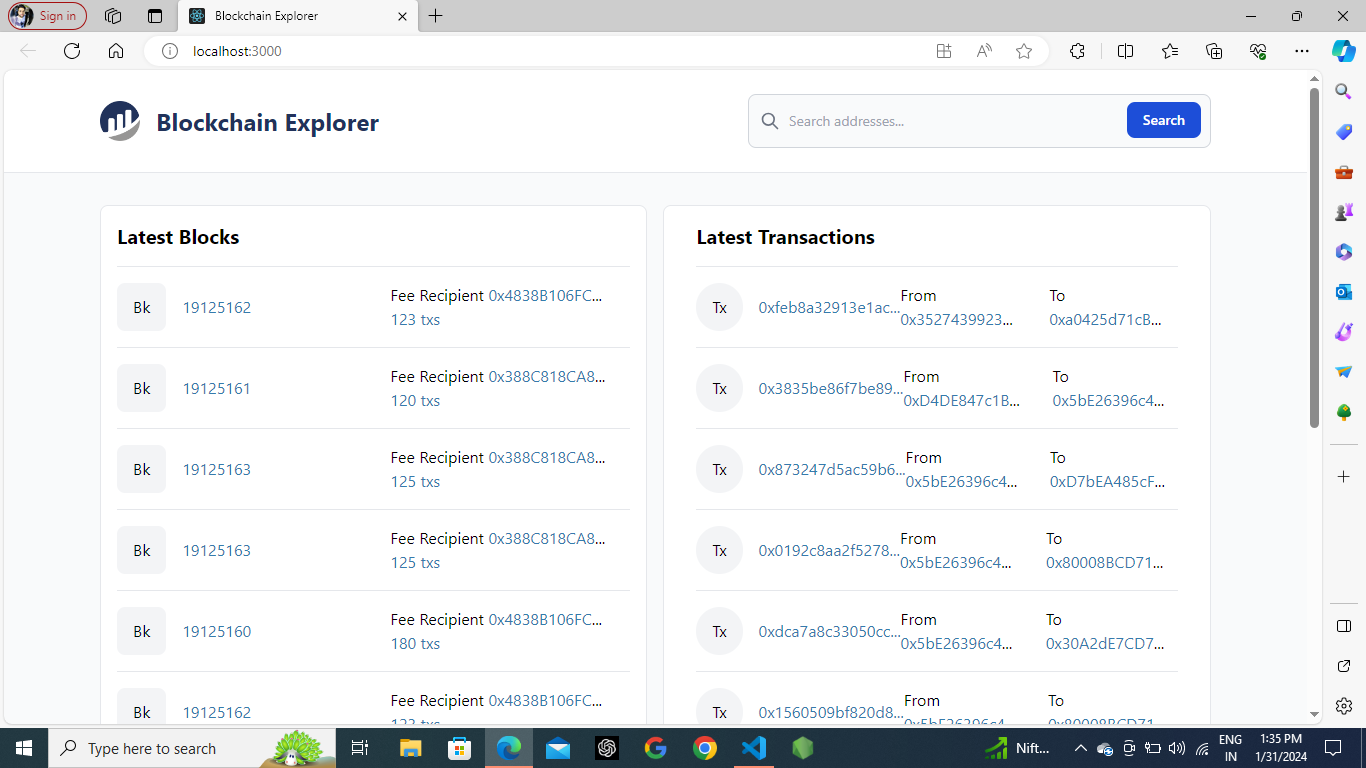 Sign in
Blockchain Explorer
localhost:3000
Blockchain Explorer
Search addresses...
Search
Latest Blocks
Bk 19125162 Fee Recipient 0x4838B106FC...
123 txs
Bk 19125161 Fee Recipient 0x388C818CA8...
120 txs
Bk 19125163 Fee Recipient 0x388C818CA8...
125 txs
Bk 19125163 Fee Recipient 0x388C818CA8...
125 txs
Bk 19125160 Fee Recipient 0x4838B106FC...
180 txs
Bk 19125162 Fee Recipient 0x4838B106FC...
123 txs
Latest Transactions
Tx 0xfeb8a32913e1ac... From To
0x3527439923... 0xa0425d71cB...
Tx 0x3835be86f7be89... From To
0xD4DE847c1B... 0x5bE26396c4...
Tx 0x873247d5ac59b6... From To
0x5bE26396c4... 0xD7bEA485cF...
Tx 0x0192c8aa2f5278... From To
0x5bE26396c4... 0x80008BCD71...
Tx 0xdca7a8c33050cc... From To
0x5bE26396c4... 0x30A2dE7CD7...
Tx 0x1560509bf820d8... From To
0x5bE26396c4... 0x80008BCD71...
Type here to search
Nift...
ENG
IN
1:35 PM
1/31/2024